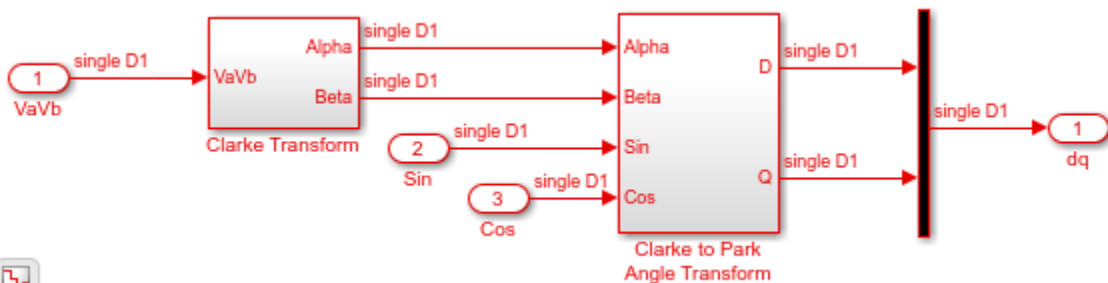 1
VaVb
single D1
VaVb
Alpha
Beta
Clarke Transform
single D1
single D1
2
Sin
single D1
3
Cos
single D1
Alpha
Beta
Sin
Cos
D
Q
Clarke to Park
Angle Transform
single D1
single D1
single D1
1
dq